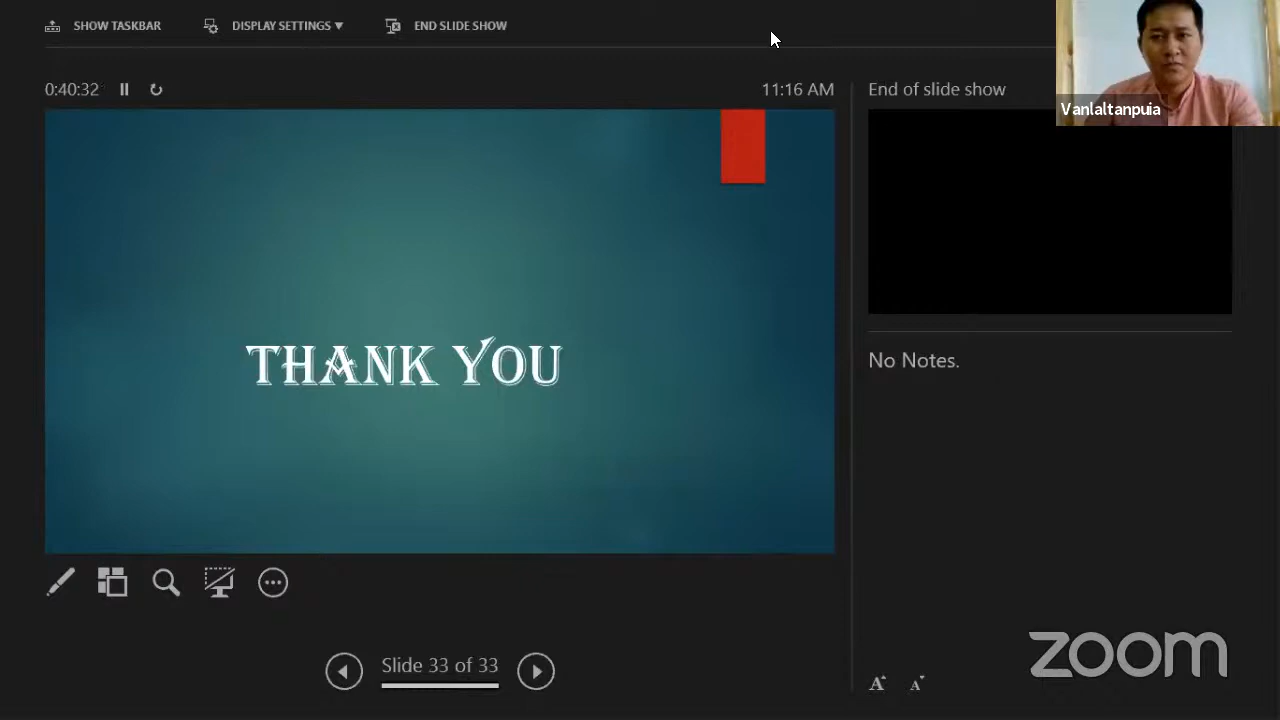 SHOW TASKBAR
DISPLAY SETTINGS ▼
END SLIDE SHOW
0:40:32
11:16 AM
End of slide show
Vanlaltanpuia
THANK YOU
No Notes.
Slide 33 of 33
A A
zoom